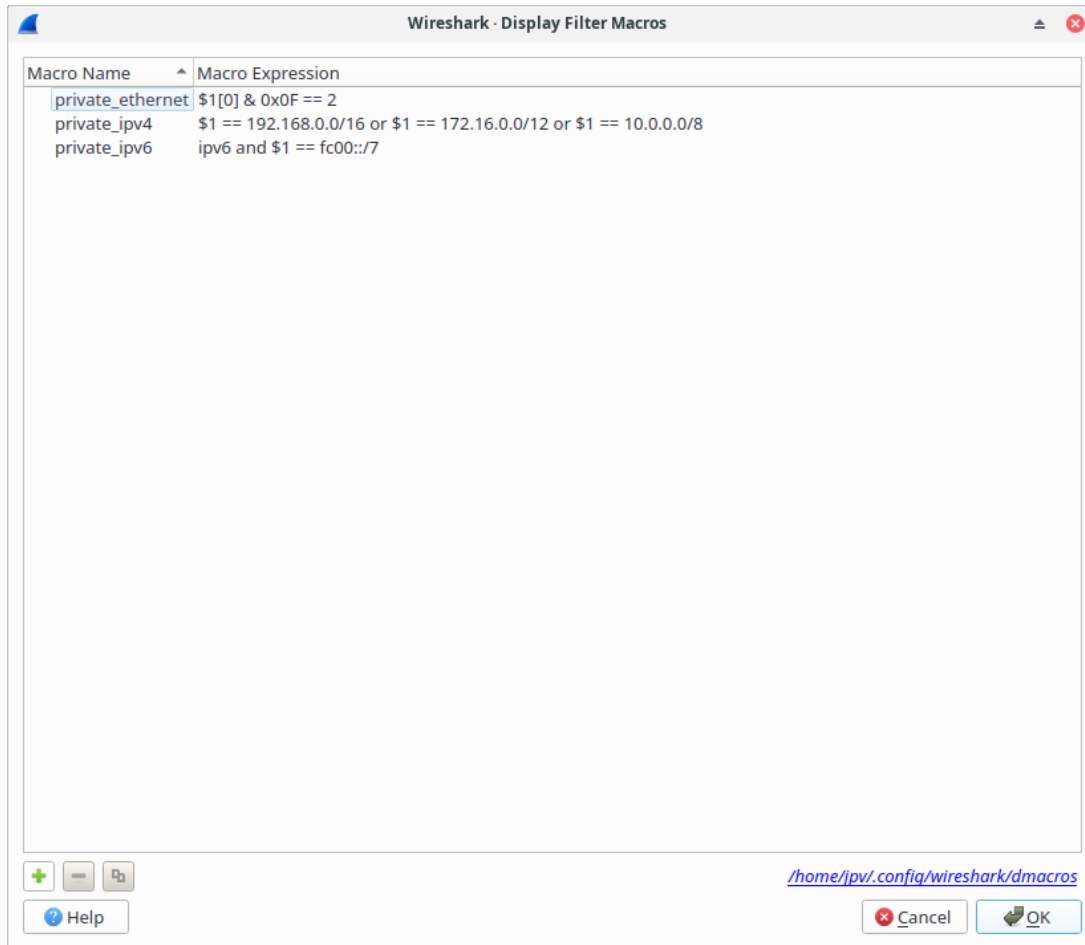 Wireshark · Display Filter Macros
Macro Name Macro Expression
private_ethernet $1[0] & 0x0F == 2
private_ipv4 $1 == 192.168.0.0/16 or $1 == 172.16.0.0/12 or $1 == 10.0.0.0/8
private_ipv6 ipv6 and $1 == fc00::/7
/home/jpv/.config/wireshark/dmacros
Help Cancel OK